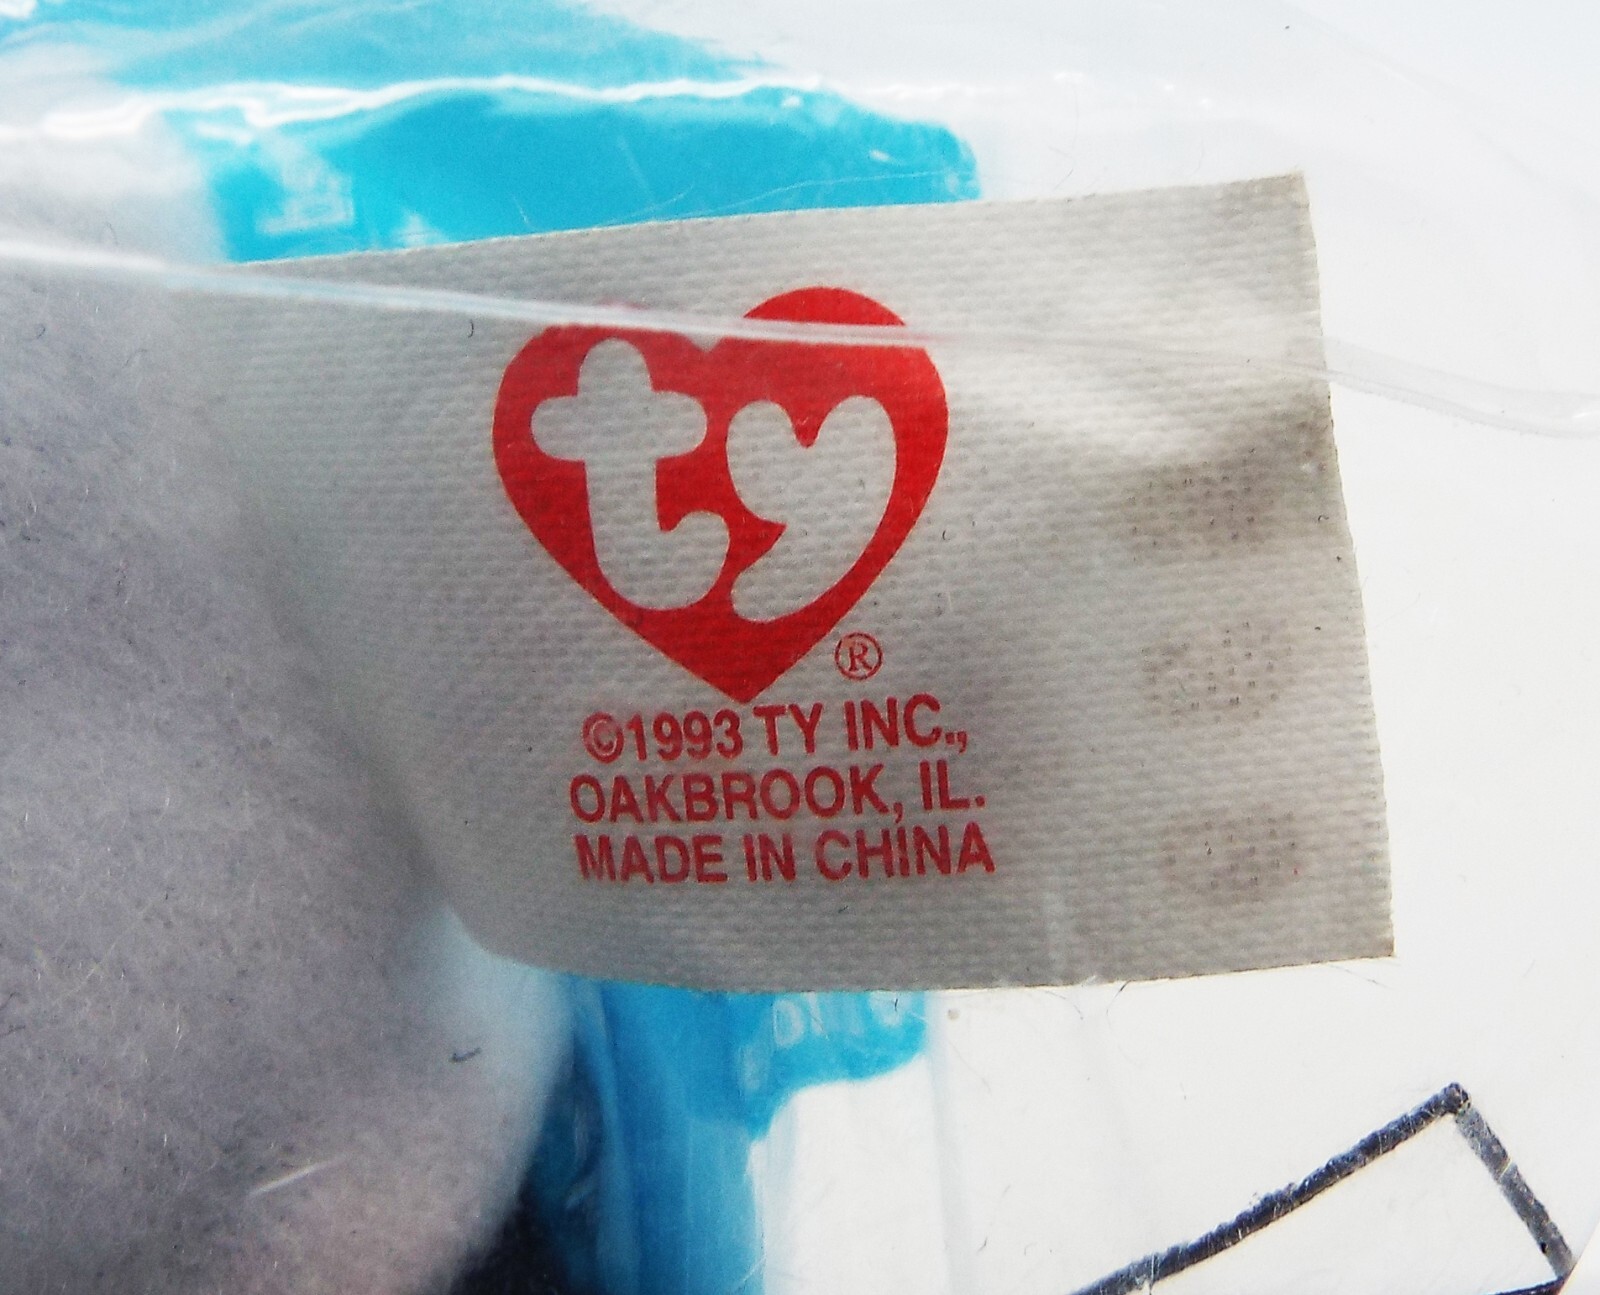 ty
®
©1993 TY INC.,
OAKBROOK, IL.
MADE IN CHINA